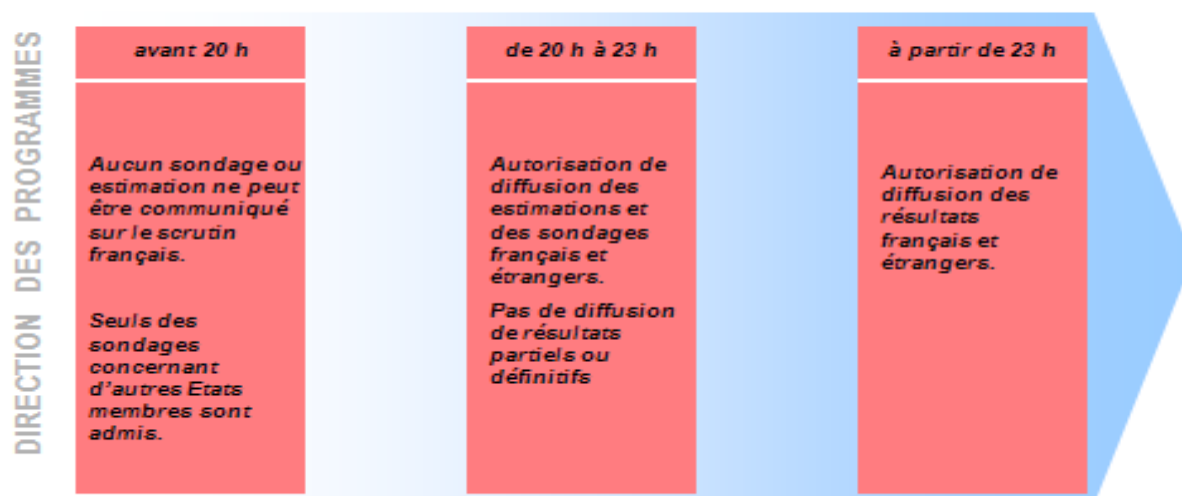 DIRECTION DES PROGRAMMES
avant 20 h
Aucun sondage ou
estimation ne peut
être communiqué
sur le scrutin
français.
Seuls des
sondages
concernant
d'autres Etats
membres sont
admis.
de 20 h à 23 h
Autorisation de
diffusion des
estimations et
des sondages
français et
étrangers.
Pas de diffusion
de résultats
partiels ou
définitifs
à partir de 23 h
Autorisation de
diffusion des
résultats
français et
étrangers.